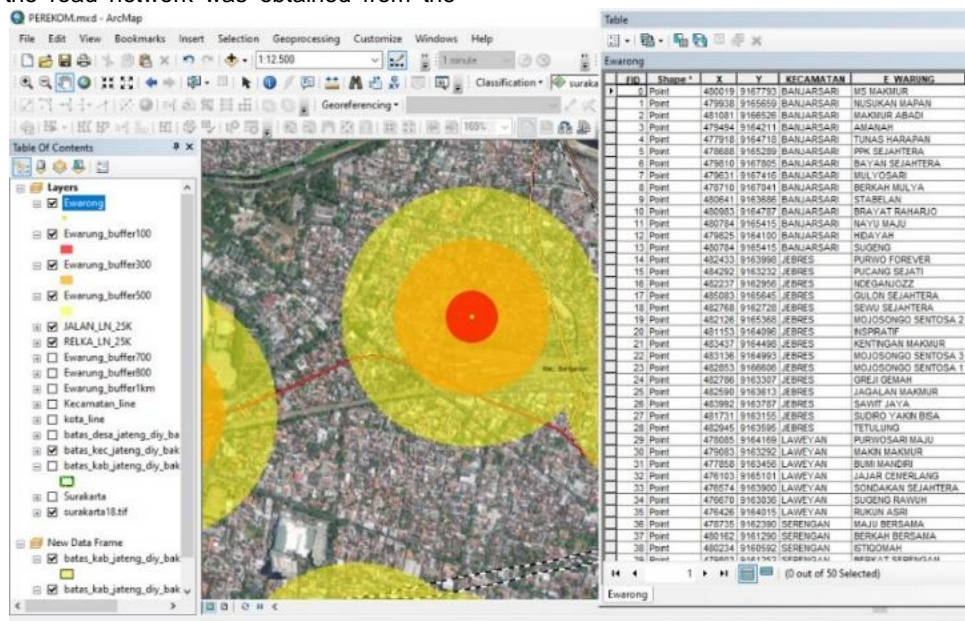 the road network was obtained from the
PEREKOM.mxd - ArcMap
File Edit View Bookmarks Insert Selection Geoprocessing Customize Windows Help
1:12.500
1 minute
Classification
suraka
Georeferencing
169%
Table Of Contents
Layers
Ewarong
Ewarung_buffer100
Ewarung_buffer300
Ewarung_buffer500
JALAN_LN_25K
RELKA_LN_25K
Ewarung_buffer700
Ewarung_buffer800
Ewarung_buffer1km
Kecamatan_line
kota_line
batas_desa_jateng_diy_ba
batas_kec_jateng_diy_bak
batas_kab_jateng_diy_bak
Surakarta
surakarta18.tif
New Data Frame
batas_kab_jateng_diy_bak
batas_kab_jateng_diy_bak
Table
Ewarong
FID Shape * X Y KECAMATAN E_WARUNG
0 Point 480019 9167793 BANJARSARI MS MAKMUR
1 Point 479938 9165659 BANJARSARI NUSUKAN MAPAN
2 Point 481081 9166526 BANJARSARI MAKMUR ABADI
3 Point 479494 9164211 BANJARSARI AMANAH
4 Point 477918 9164718 BANJARSARI TUNAS HARAPAN
5 Point 478688 9165289 BANJARSARI PPK SEJAHTERA
6 Point 479810 9167805 BANJARSARI BAYAN SEJAHTERA
7 Point 479631 9167416 BANJARSARI MULYOSARI
8 Point 478710 9167041 BANJARSARI BERKAH MULYA
9 Point 480641 9163686 BANJARSARI STABELAN
10 Point 480983 9164787 BANJARSARI BRAYAT RAHARJO
11 Point 480784 9165415 BANJARSARI NAYU MAJU
12 Point 479825 9164100 BANJARSARI HIDAYAH
13 Point 480784 9165415 BANJARSARI SUGENG
14 Point 482433 9163998 JEBRES PURWO FOREVER
15 Point 484292 9163232 JEBRES PUCANG SEJATI
16 Point 482237 9162956 JEBRES NDEGANJOZZ
17 Point 485083 9165645 JEBRES GULON SEJAHTERA
18 Point 482768 9162728 JEBRES SEWU SEJAHTERA
19 Point 482126 9165368 JEBRES MOJOSONGO SENTOSA 2
20 Point 481153 9164096 JEBRES INSPIRATIF
21 Point 483437 9164498 JEBRES KENTINGAN MAKMUR
22 Point 483136 9164993 JEBRES MOJOSONGO SENTOSA 3
23 Point 482853 9166606 JEBRES MOJOSONGO SENTOSA 1
24 Point 482786 9163307 JEBRES GREJI GEMAH
25 Point 482590 9163613 JEBRES JAGALAN MAKMUR
26 Point 483992 9163787 JEBRES SAWIT JAYA
27 Point 481731 9163155 JEBRES SUDIRO YAKIN BISA
28 Point 482945 9163595 JEBRES TETULUNG
29 Point 478085 9164169 LAWEYAN PURWOSARI MAJU
30 Point 479083 9163292 LAWEYAN MAKIN MAKMUR
31 Point 477858 9163456 LAWEYAN BUMI MANDIRI
32 Point 476103 9165101 LAWEYAN JAJAR CEMERLANG
33 Point 476574 9163900 LAWEYAN SONDAKAN SEJAHTERA
34 Point 476670 9163036 LAWEYAN SUGENG RAWUH
35 Point 476426 9164015 LAWEYAN RUKUN ASRI
36 Point 478735 9162390 SERENGAN MAJU BERSAMA
37 Point 480162 9161290 SERENGAN BERKAH BERSAMA
38 Point 480234 9160592 SERENGAN ISTIQOMAH
39 Point 479803 9161252 SERENGAN BERKAT SERENGAN
1 (0 out of 50 Selected)
Ewarong